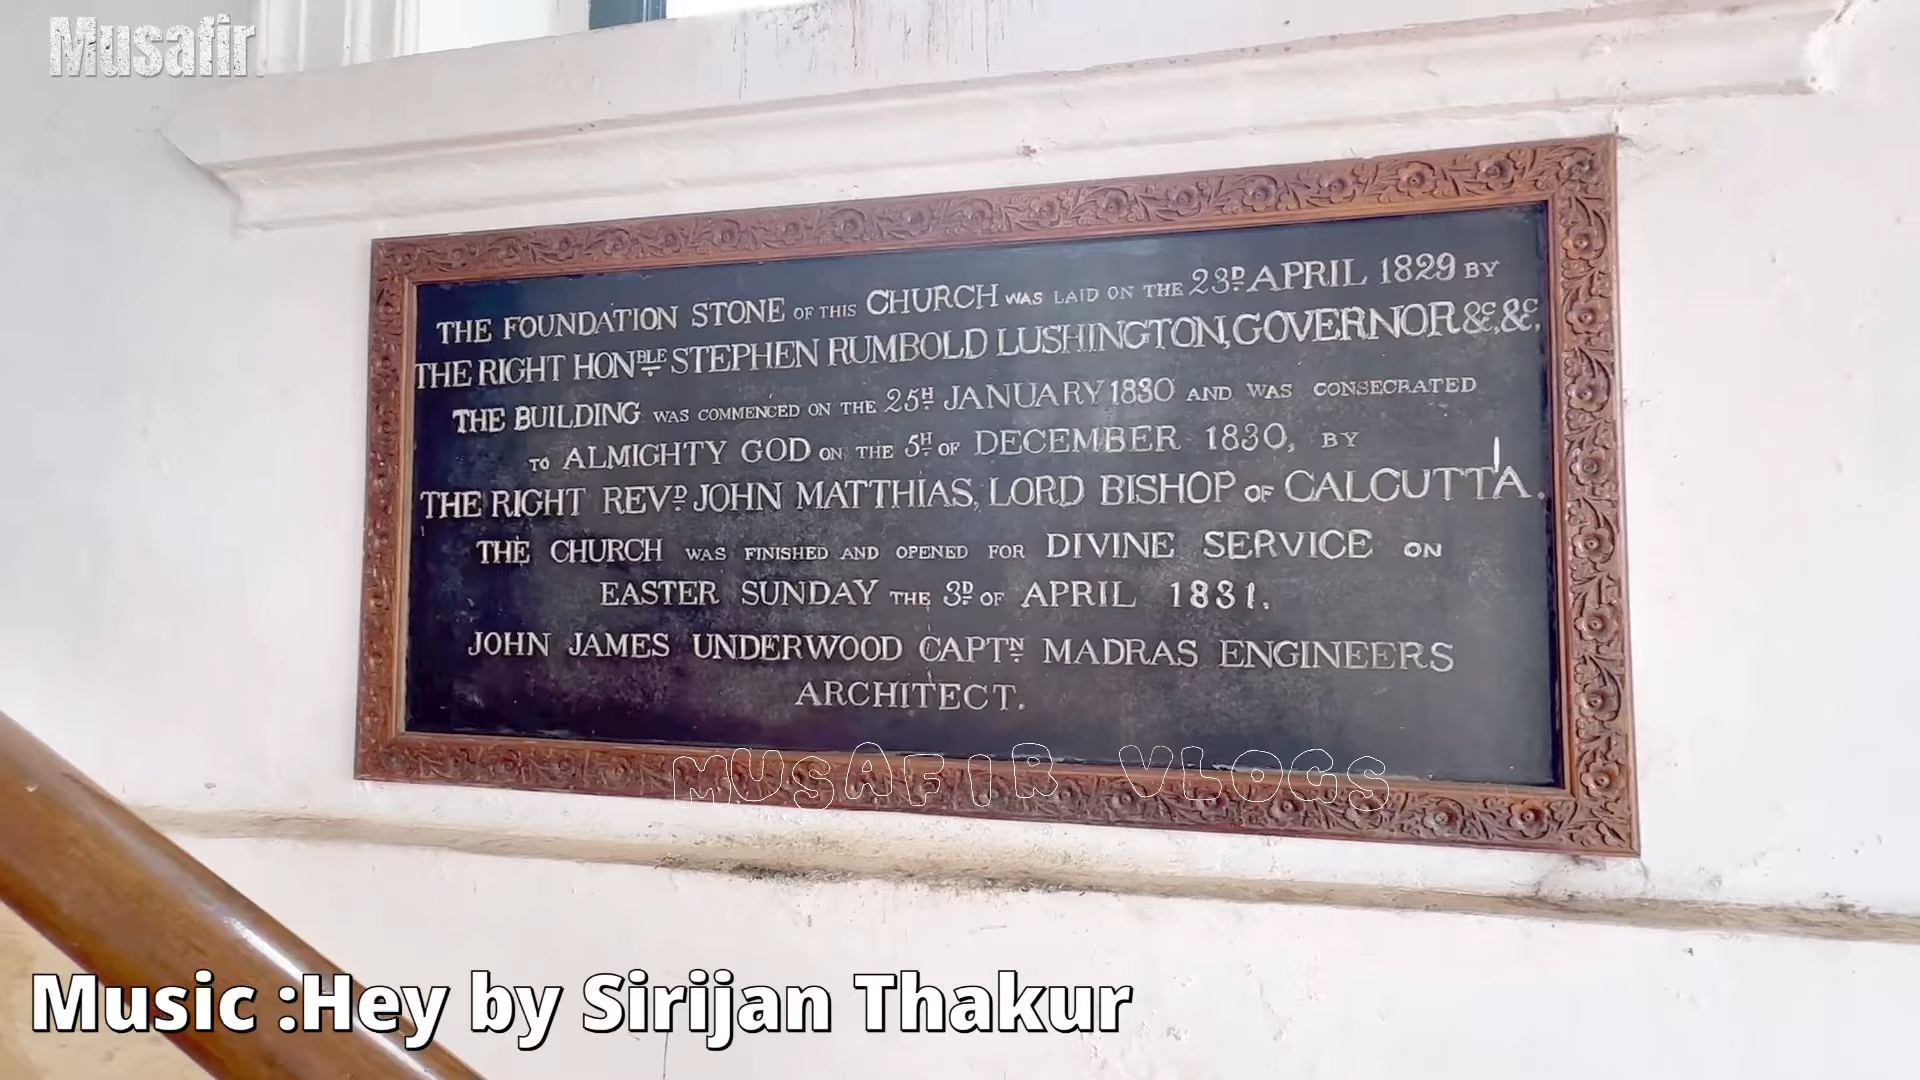 Musafir
THE FOUNDATION STONE OF THIS CHURCH WAS LAID ON THE 23D APRIL 1829 BY
THE RIGHT HONBLE STEPHEN RUMBOLD LUSHINGTON, GOVERNOR &c, &c,
THE BUILDING WAS COMMENCED ON THE 25H JANUARY 1830 AND WAS CONSECRATED
TO ALMIGHTY GOD ON THE 5H OF DECEMBER 1830, BY
THE RIGHT REVD JOHN MATTHIAS, LORD BISHOP OF CALCUTTA.
THE CHURCH WAS FINISHED AND OPENED FOR DIVINE SERVICE ON
EASTER SUNDAY THE 3D OF APRIL 1831.
JOHN JAMES UNDERWOOD CAPTN MADRAS ENGINEERS
ARCHITECT.
MUSAFIR VLOGS
Music :Hey by Sirijan Thakur